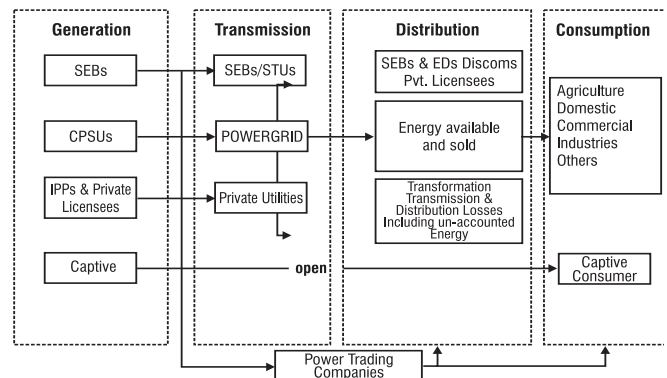 Generation
Transmission
Distribution
Consumption
SEBs
SEBs/STUs
SEBs & EDs Discoms
Pvt. Licensees
CPSUs
POWERGRID
Energy available
and sold
Agriculture
Domestic
Commercial
Industries
Others
IPPs & Private
Licensees
Private Utilities
Transformation
Transmission &
Distribution Losses
Including un-accounted
Energy
Captive
open
Captive
Consumer
Power Trading
Companies